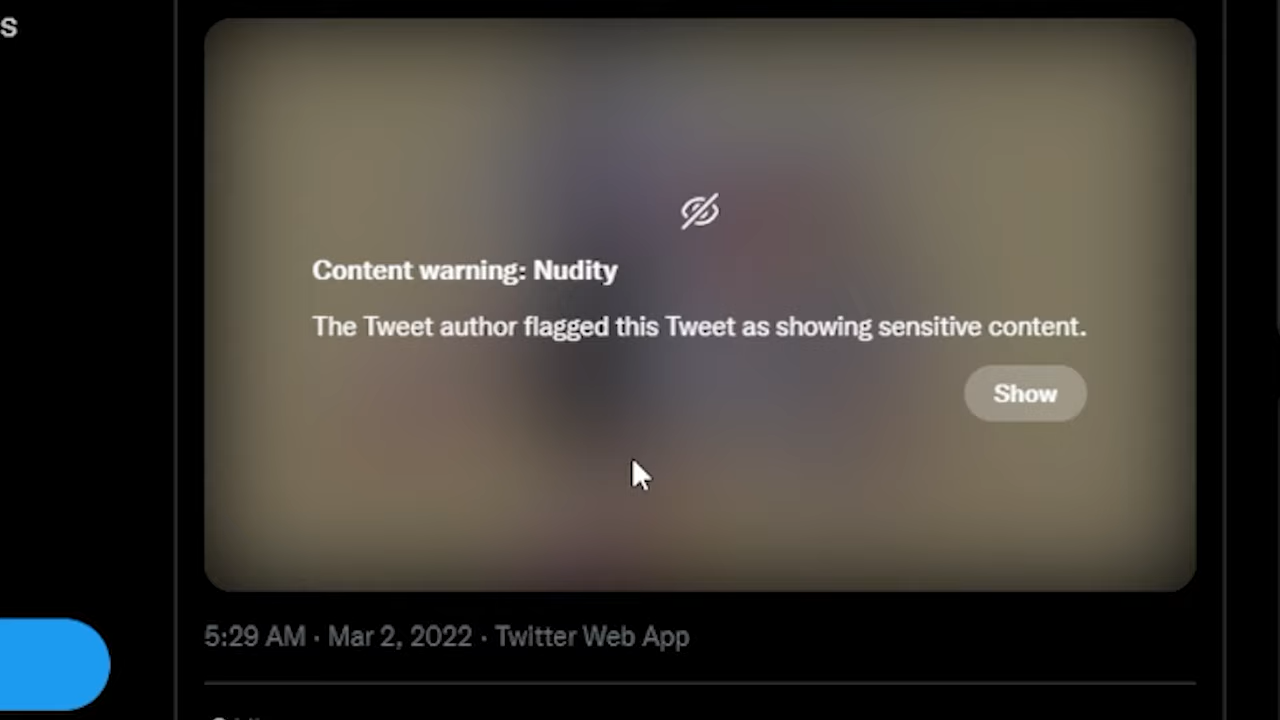 s
Content warning: Nudity
The Tweet author flagged this Tweet as showing sensitive content.
Show
5:29 AM · Mar 2, 2022 · Twitter Web App